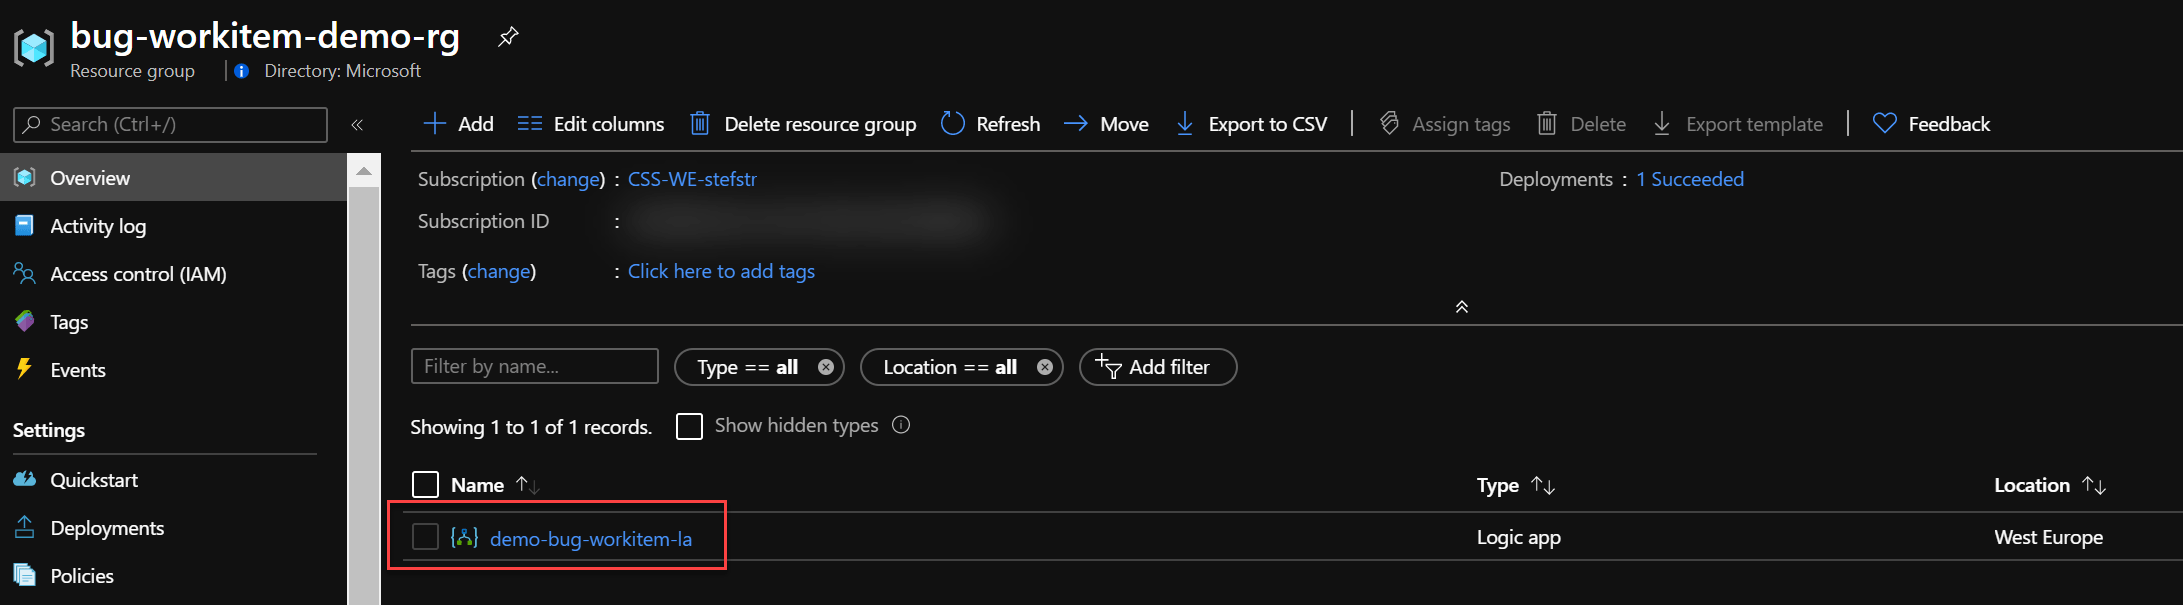 bug-workitem-demo-rg
Resource group
Directory: Microsoft
Search (Ctrl+/)
«
Overview
Activity log
Access control (IAM)
Tags
Events
Settings
Quickstart
Deployments
Policies
Add
Edit columns
Delete resource group
Refresh
Move
Export to CSV
Assign tags
Delete
Export template
Feedback
Subscription (change) : CSS-WE-stefstr
Deployments : 1 Succeeded
Subscription ID :
Tags (change) : Click here to add tags
Filter by name...
Type == all
Location == all
Add filter
Showing 1 to 1 of 1 records.
Show hidden types
Name ↑↓
Type ↑↓
Location ↑↓
demo-bug-workitem-la
Logic app
West Europe